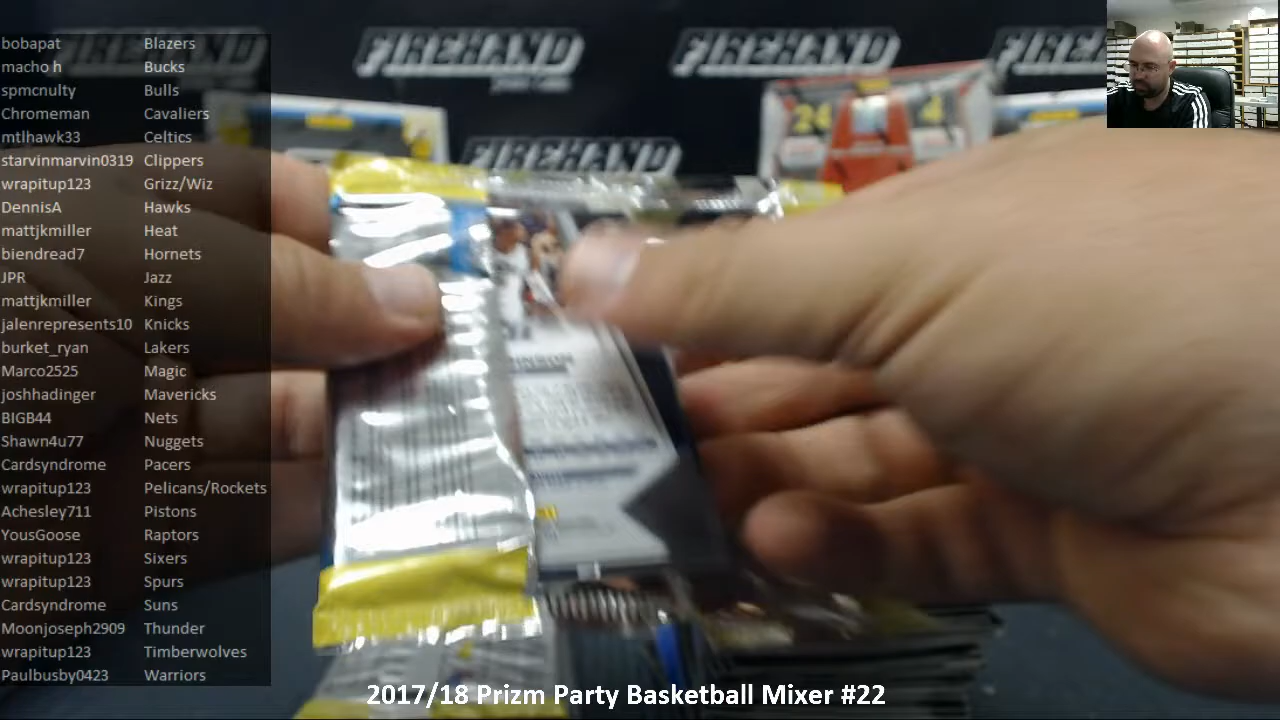 bobapat Blazers
macho h Bucks
spmcnulty Bulls
Chromeman Cavaliers
mtlhawk33 Celtics
starvinmarvin0319 Clippers
wrapitup123 Grizz/Wiz
DennisA Hawks
mattjkmiller Heat
biendread7 Hornets
JPR Jazz
mattjkmiller Kings
jalenrepresents10 Knicks
burket_ryan Lakers
Marco2525 Magic
joshhadinger Mavericks
BIGB44 Nets
Shawn4u77 Nuggets
Cardsyndrome Pacers
wrapitup123 Pelicans/Rockets
Achesley711 Pistons
YousGoose Raptors
wrapitup123 Sixers
wrapitup123 Spurs
Cardsyndrome Suns
Moonjoseph2909 Thunder
wrapitup123 Timberwolves
Paulbusby0423 Warriors
FIREHAND
FIREHAND
FIREHAND
24 4
2017/18 Prizm Party Basketball Mixer #22